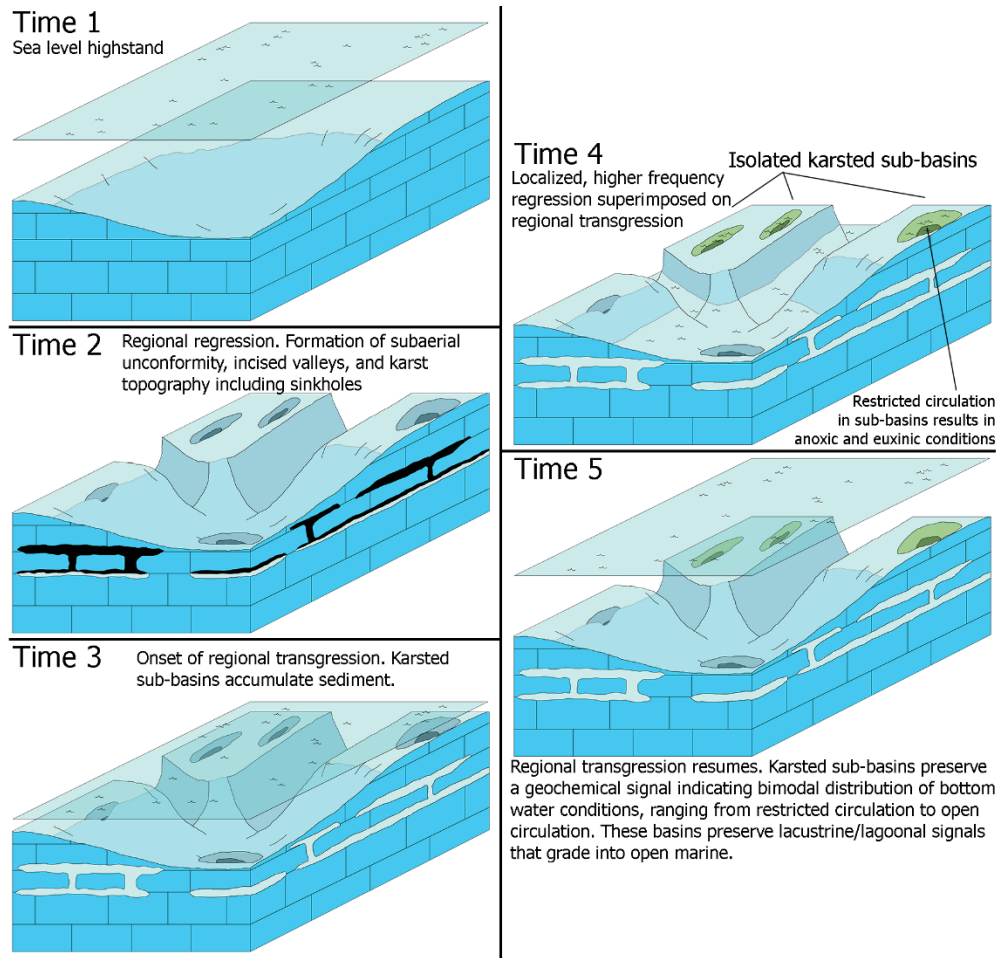 Time 1
Sea level highstand
Time 2
Regional regression. Formation of subaerial
unconformity, incised valleys, and karst
topography including sinkholes
Time 3
Onset of regional transgression. Karsted
sub-basins accumulate sediment.
Time 4
Localized, higher frequency
regression superimposed on
regional transgression
Isolated karsted sub-basins
Restricted circulation
in sub-basins results in
anoxic and euxinic conditions
Time 5
Regional transgression resumes. Karsted sub-basins preserve
a geochemical signal indicating bimodal distribution of bottom
water conditions, ranging from restricted circulation to open
circulation. These basins preserve lacustrine/lagoonal signals
that grade into open marine.